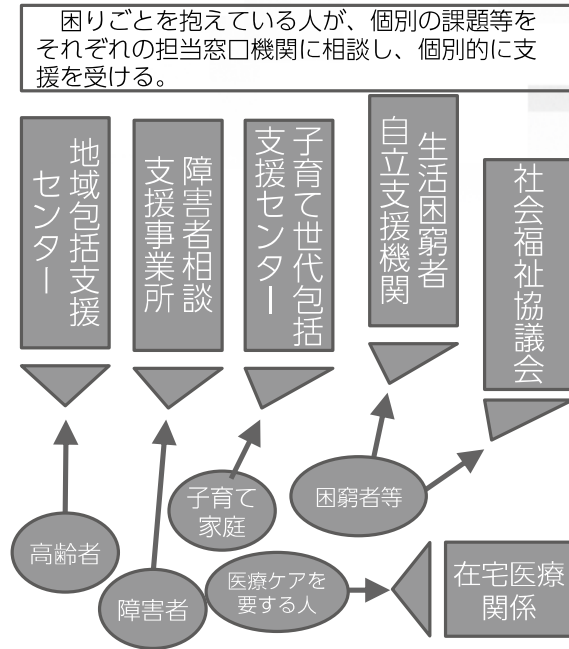 困りごとを抱えている人が、個別の課題等を
それぞれの担当窓口機関に相談し、個別的に支
援を受ける。
地域包括支援
センター
障害者相談
支援事業所
子育て世代包括
支援センター
生活困窮者
自立支援機関
社会福祉協議会
高齢者
障害者
子育て
家庭
困窮者等
医療ケアを
要する人
在宅医療
関係